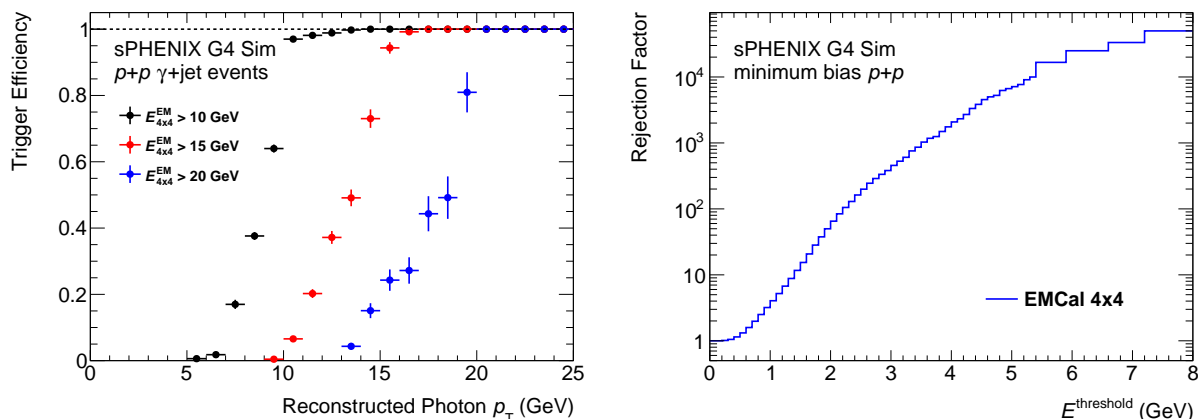 Trigger Efficiency
1
0.8
0.6
0.4
0.2
0
sPHENIX G4 Sim
p+p γ+jet events
E^EM_4x4 > 10 GeV
E^EM_4x4 > 15 GeV
E^EM_4x4 > 20 GeV
0 5 10 15 20 25
Reconstructed Photon p_T (GeV)
Rejection Factor
10^4
10^3
10^2
10
1
sPHENIX G4 Sim
minimum bias p+p
EMCal 4x4
0 1 2 3 4 5 6 7 8
E^threshold (GeV)